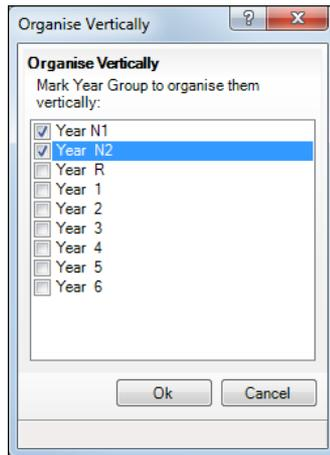 Organise Vertically
Organise Vertically
Mark Year Group to organise them
vertically:
Year N1
Year N2
Year R
Year 1
Year 2
Year 3
Year 4
Year 5
Year 6
Ok
Cancel